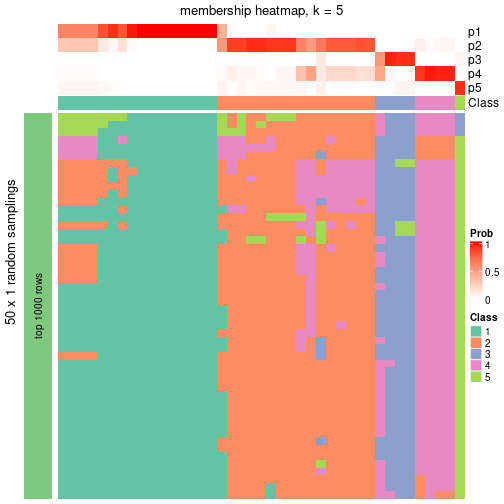 membership heatmap, k = 5
p1
p2
p3
p4
p5
Class
50 x 1 random samplings
top 1000 rows
Prob
1
0.5
0
Class
1
2
3
4
5